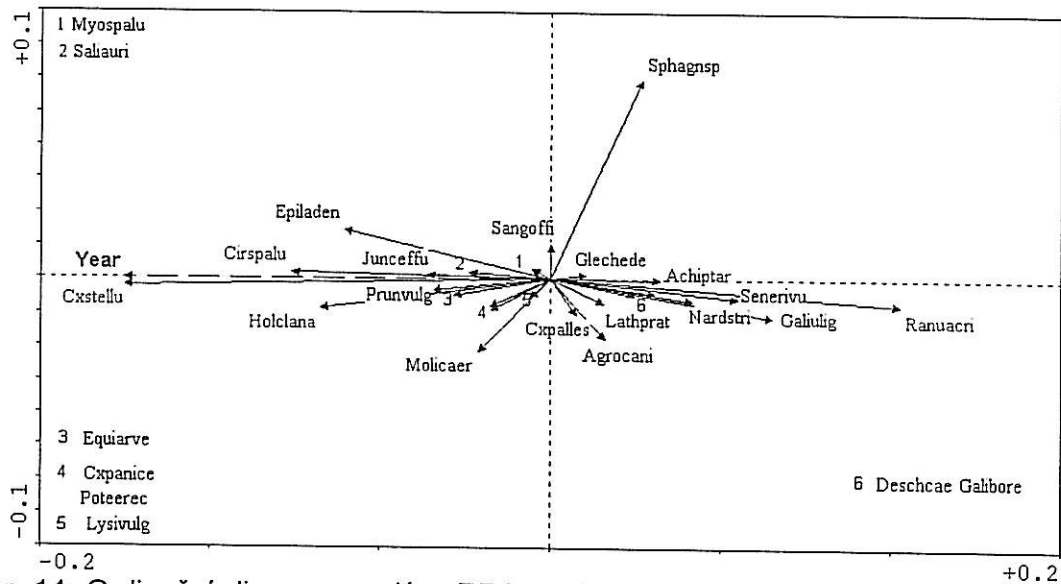 +0.1
1 Myospalu
2 Saliauri
Sphagnsp
Epiladen
Sangoffi
Year
Cirspalu
Junceffu
2
1
Glechede
Achiptar
Cxstellu
Prunvulg
3
Senerivu
Holclana
4
5
Cxpalles
Lathprat
6
Nardstri
Galiulig
Ranuacri
Molicaer
Agrocani
3 Equiarve
4 Cxpanice
Poteerec
5 Lysivulg
6 Deschcae Galibore
-0.1
-0.2
+0.2